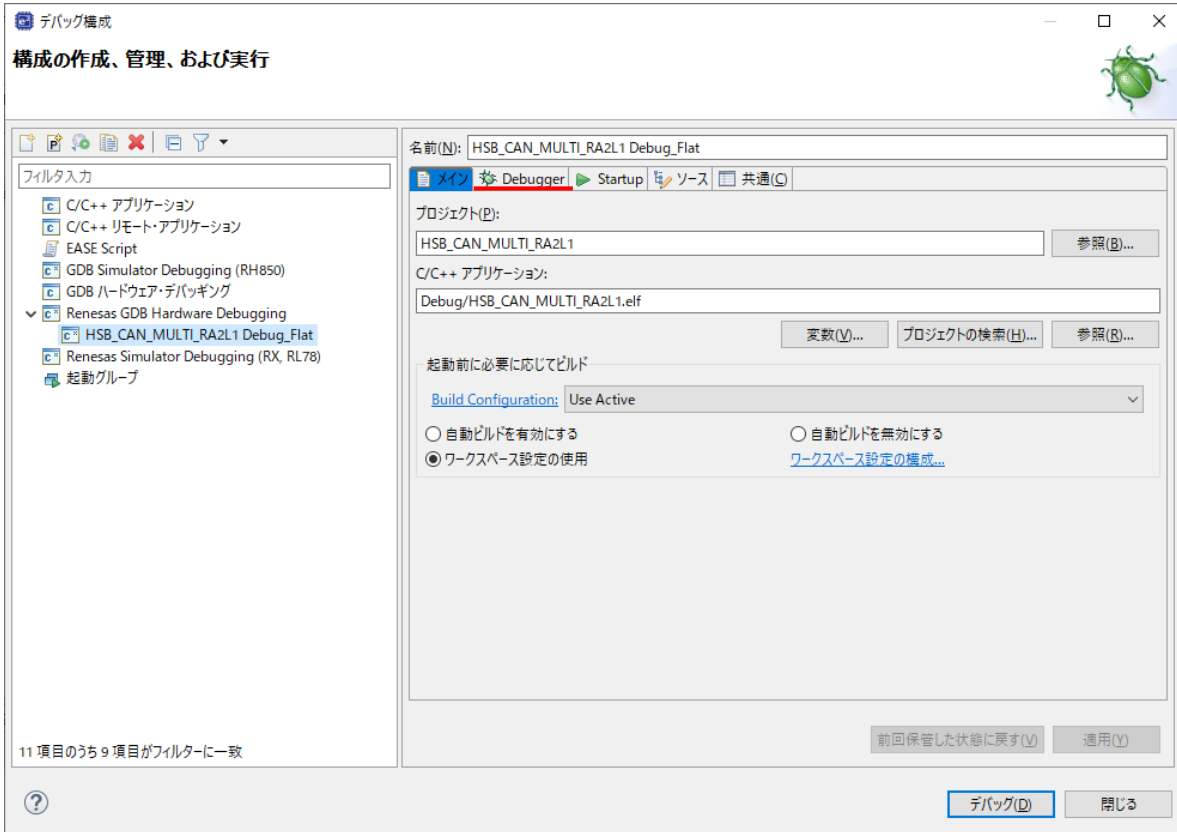 デバッグ構成
構成の作成、管理、および実行
フィルタ入力
C/C++ アプリケーション
C/C++ リモート・アプリケーション
EASE Script
GDB Simulator Debugging (RH850)
GDB ハードウェア・デバッギング
Renesas GDB Hardware Debugging
HSB_CAN_MULTI_RA2L1 Debug_Flat
Renesas Simulator Debugging (RX, RL78)
起動グループ
11 項目のうち 9 項目がフィルターに一致
名前(N): HSB_CAN_MULTI_RA2L1 Debug_Flat
メイン Debugger Startup ソース 共通(C)
プロジェクト(P):
HSB_CAN_MULTI_RA2L1 参照(B)...
C/C++ アプリケーション:
Debug/HSB_CAN_MULTI_RA2L1.elf
変数(V)... プロジェクトの検索(H)... 参照(R)...
起動前に必要に応じてビルド
Build Configuration: Use Active
自動ビルドを有効にする 自動ビルドを無効にする
ワークスペース設定の使用 ワークスペース設定の構成...
前回保管した状態に戻す(V) 適用(Y)
デバッグ(D) 閉じる